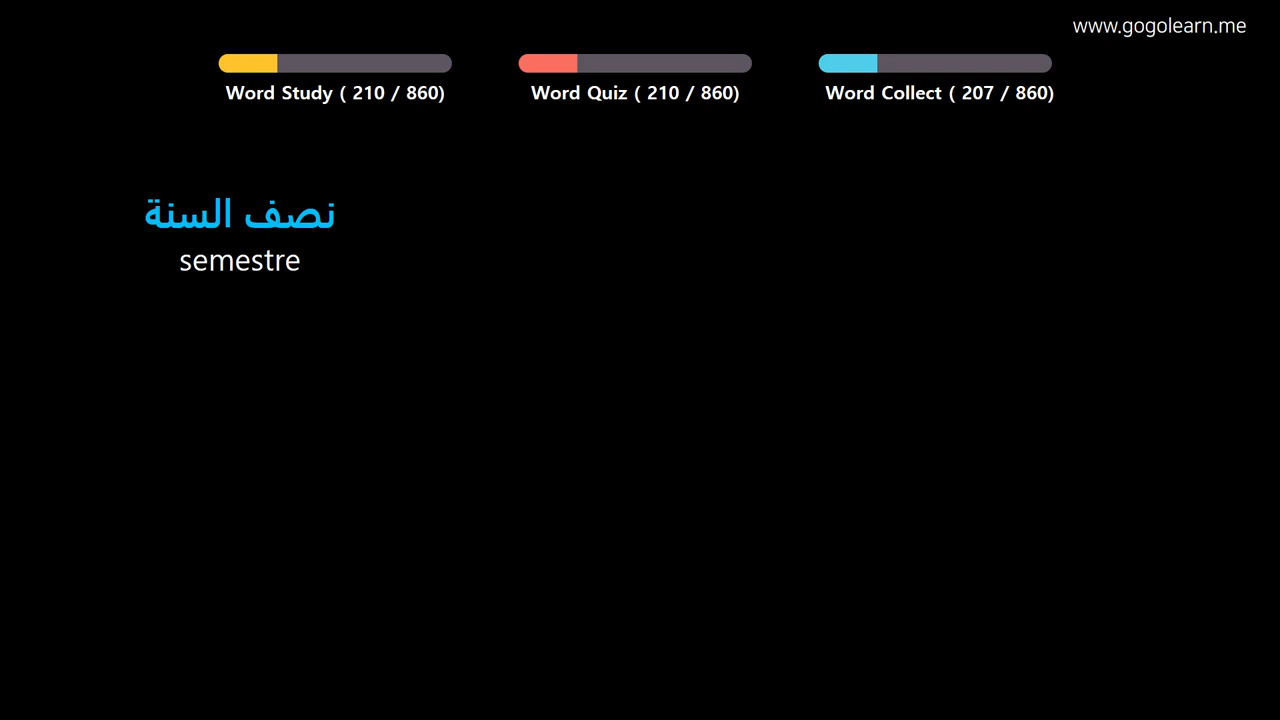 www.gogolearn.me
Word Study ( 210 / 860)
Word Quiz ( 210 / 860)
Word Collect ( 207 / 860)
نصف السنة
semestre